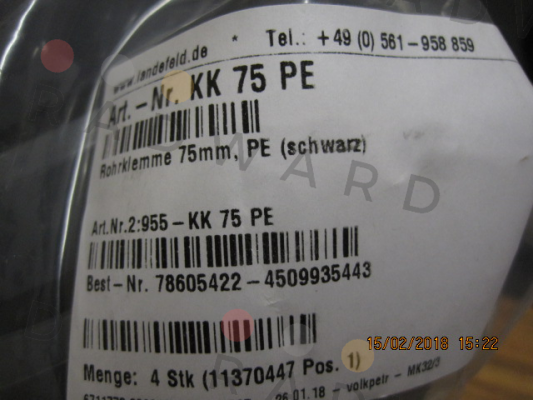 www.landefeld.de * Tel.: +49 (0) 561-958 859
Art.-Nr. KK 75 PE
Rohrklemme 75mm, PE (schwarz)
Art.Nr.2:955-KK 75 PE
Best-Nr. 78605422-4509935443
15/02/2018 15:22
Menge: 4 Stk (11370447 Pos. 1)
26.01.18 - volkpetr - MK32/3